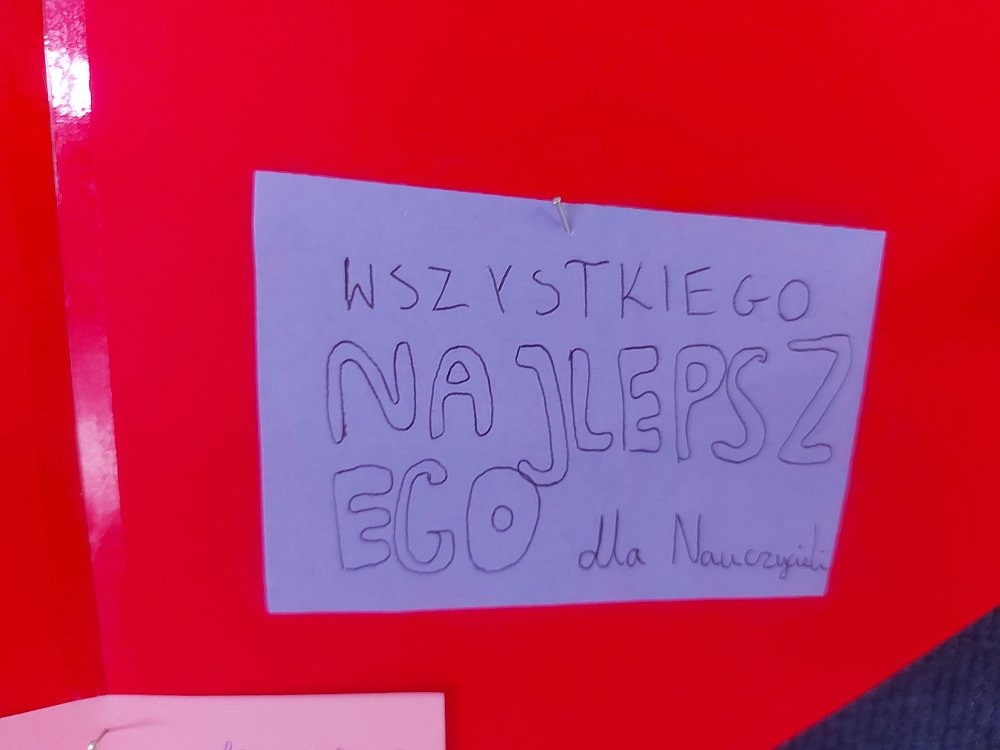 WSZYSTKIEGO
NAJLEPSZ
EGO dla Nauczycieli